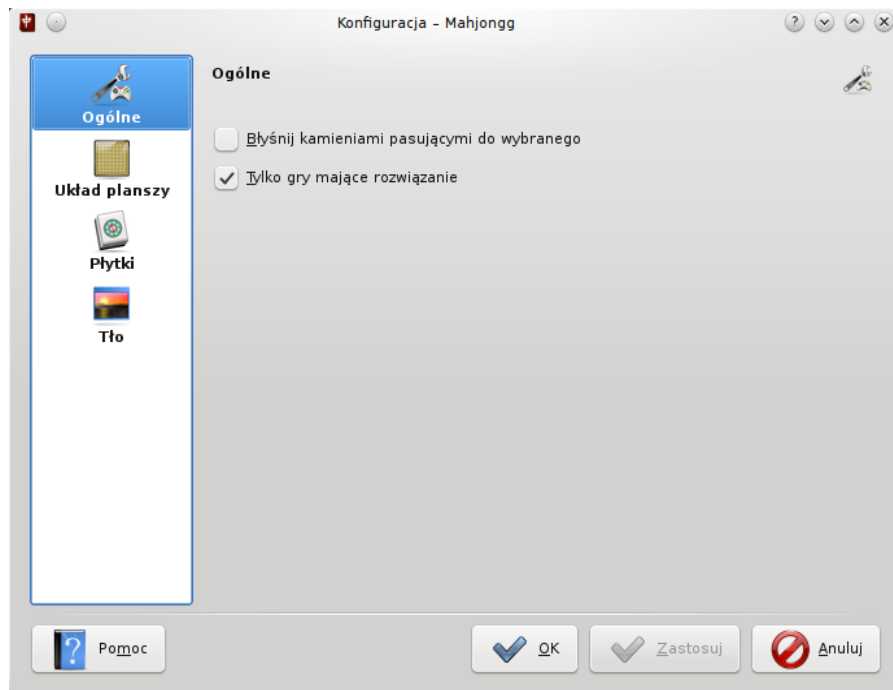 Konfiguracja – Mahjongg
Ogólne
Układ planszy
Płytki
Tło
Ogólne
Błyśnij kamieniami pasującymi do wybranego
Tylko gry mające rozwiązanie
Pomoc
OK
Zastosuj
Anuluj